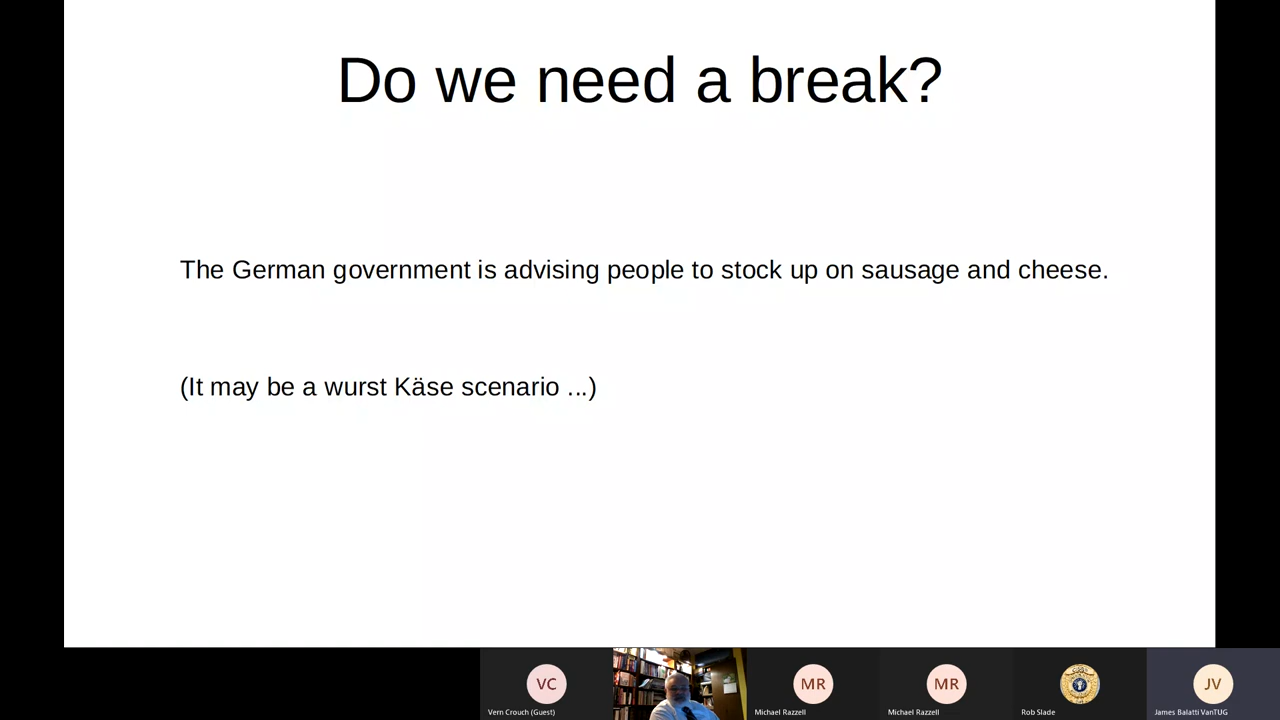 Do we need a break?
The German government is advising people to stock up on sausage and cheese.
(It may be a wurst Käse scenario ...)
VC
MR
MR
JV
Vern Crouch (Guest)
Michael Razzell
Michael Razzell
Rob Slade
James Balatti VanTUG